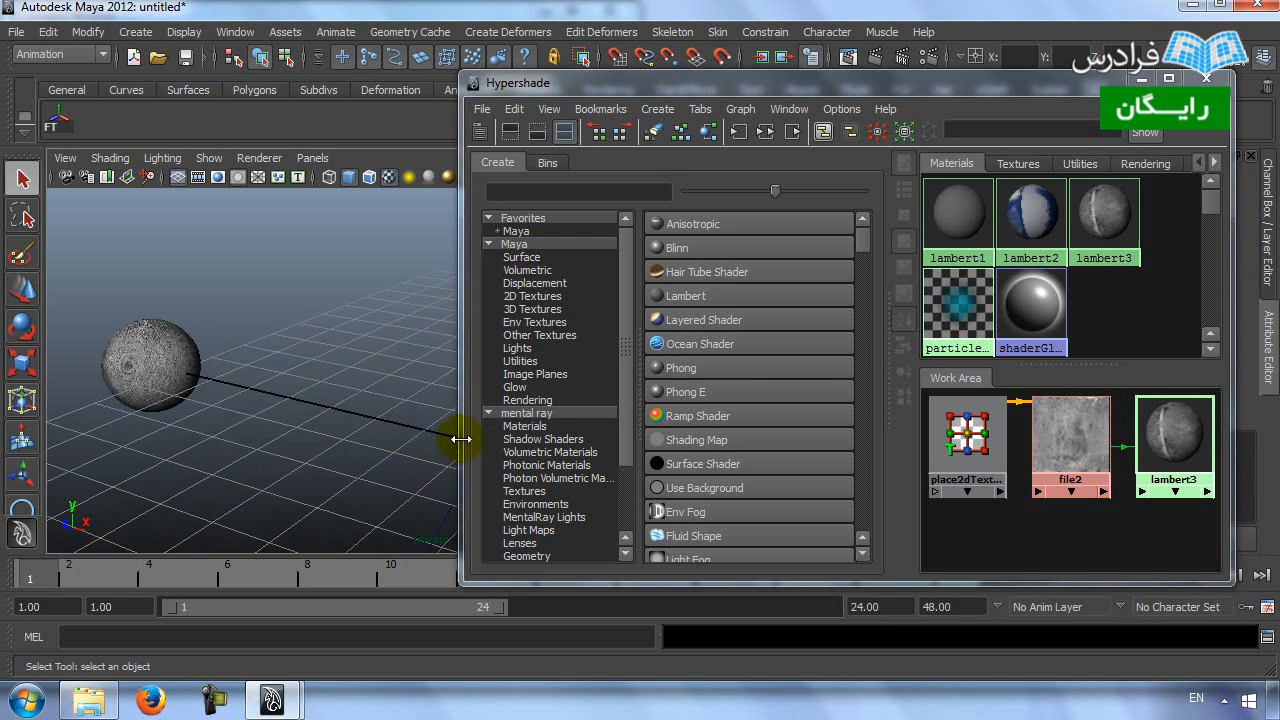 Autodesk Maya 2012: untitled*
File Edit Modify Create Display Window Assets Animate Geometry Cache Create Deformers Edit Deformers Skeleton Skin Constrain Character Muscle Help
Animation
X: Y:
فرادرس
رایگان
General Curves Surfaces Polygons Subdivs Deformation
FT
View Shading Lighting Show Renderer Panels
Hypershade
File Edit View Bookmarks Create Tabs Graph Window Options Help
Show
Create Bins
Favorites
+ Maya
Maya
Surface
Volumetric
Displacement
2D Textures
3D Textures
Env Textures
Other Textures
Lights
Utilities
Image Planes
Glow
Rendering
mental ray
Materials
Shadow Shaders
Volumetric Materials
Photonic Materials
Photon Volumetric Ma...
Textures
Environments
MentalRay Lights
Light Maps
Lenses
Geometry
Anisotropic
Blinn
Hair Tube Shader
Lambert
Layered Shader
Ocean Shader
Phong
Phong E
Ramp Shader
Shading Map
Surface Shader
Use Background
Env Fog
Fluid Shape
Light Fog
Materials Textures Utilities Rendering
lambert1 lambert2 lambert3
particle... shaderGl...
Work Area
place2dText... file2 lambert3
Channel Box / Layer Editor
Attribute Editor
y
z x
1 2 4 6 8 10
1.00 1.00 1 24 24.00 48.00 No Anim Layer No Character Set
MEL
Select Tool: select an object
EN